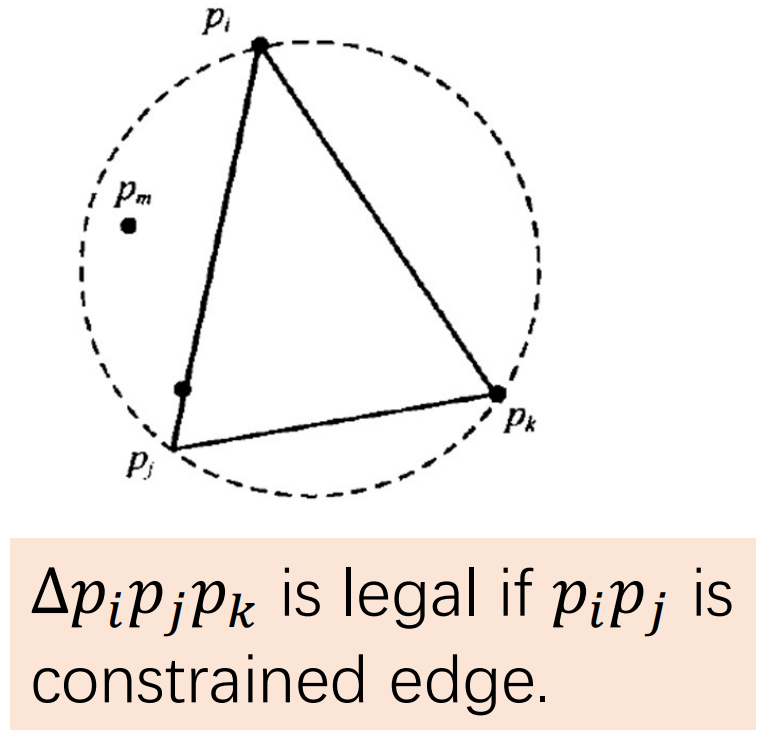 pᵢ
pₘ
pₖ
pⱼ
Δpᵢpⱼpₖ is legal if pᵢpⱼ is
constrained edge.